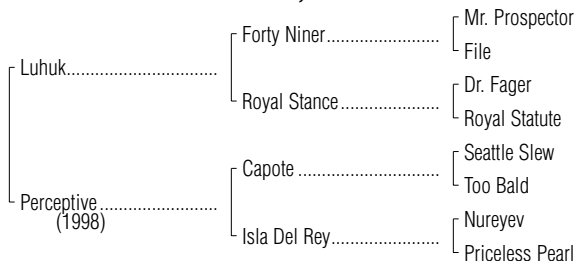 Mr. Prospector
Forty Niner
File
Luhuk
Dr. Fager
Royal Stance
Royal Statute
Seattle Slew
Capote
Too Bald
Perceptive
(1998)
Nureyev
Isla Del Rey
Priceless Pearl